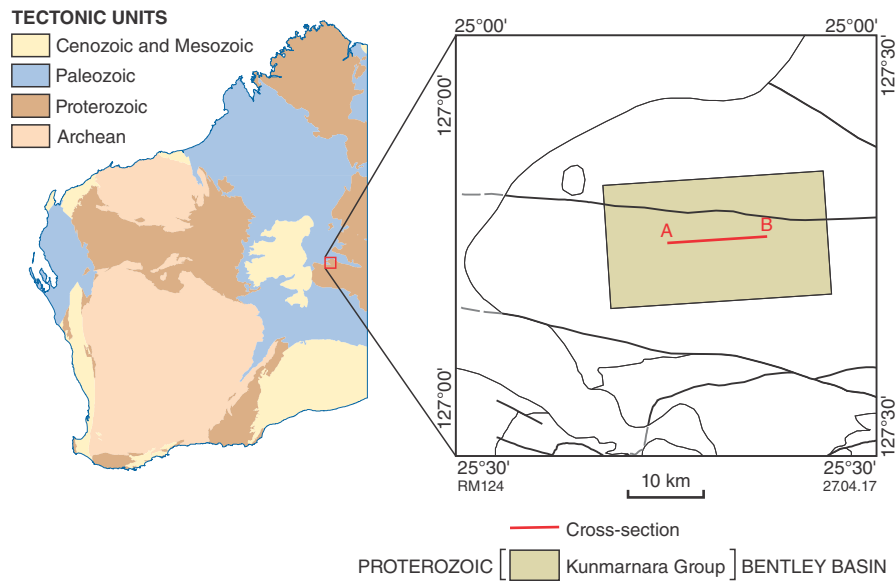 TECTONIC UNITS
Cenozoic and Mesozoic
Paleozoic
Proterozoic
Archean
25°00'
25°00'
127°00'
127°30'
A
B
127°00'
127°30'
25°30'
25°30'
RM124
10 km
27.04.17
Cross-section
PROTEROZOIC [ Kunmarnara Group ] BENTLEY BASIN